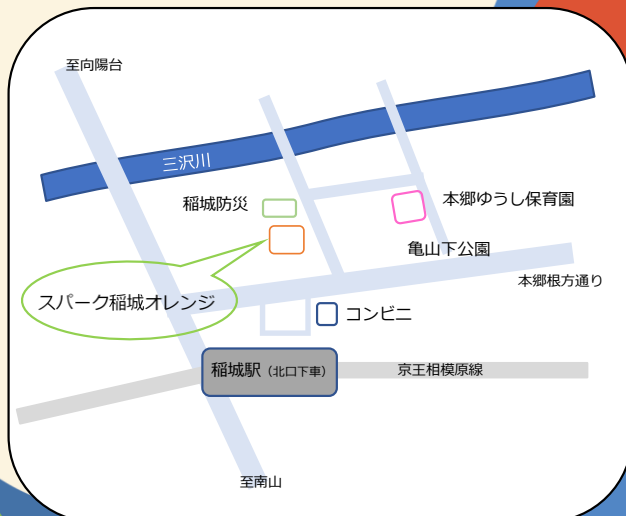 至向陽台
三沢川
稲城防災
本郷ゆうし保育園
亀山下公園
本郷根方通り
スパーク稲城オレンジ
コンビニ
稲城駅（北口下車）
京王相模原線
至南山